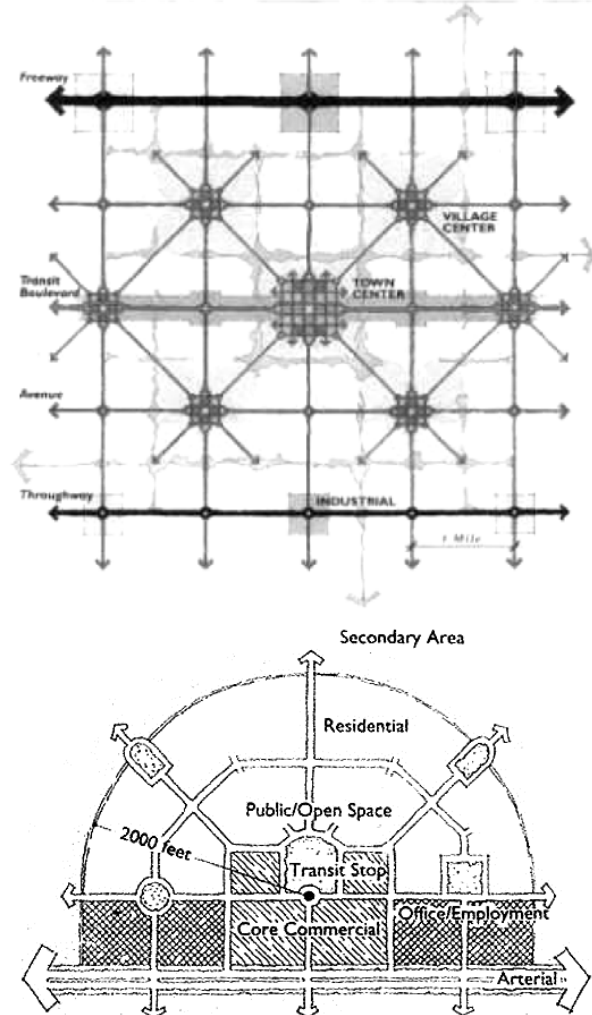 Freeway
VILLAGE
CENTER
Transit
Boulevard
TOWN
CENTER
Avenue
Throughway
INDUSTRIAL
1 Mile
Secondary Area
Residential
Public/Open Space
2000 feet
Transit Stop
Office/Employment
Core Commercial
Arterial